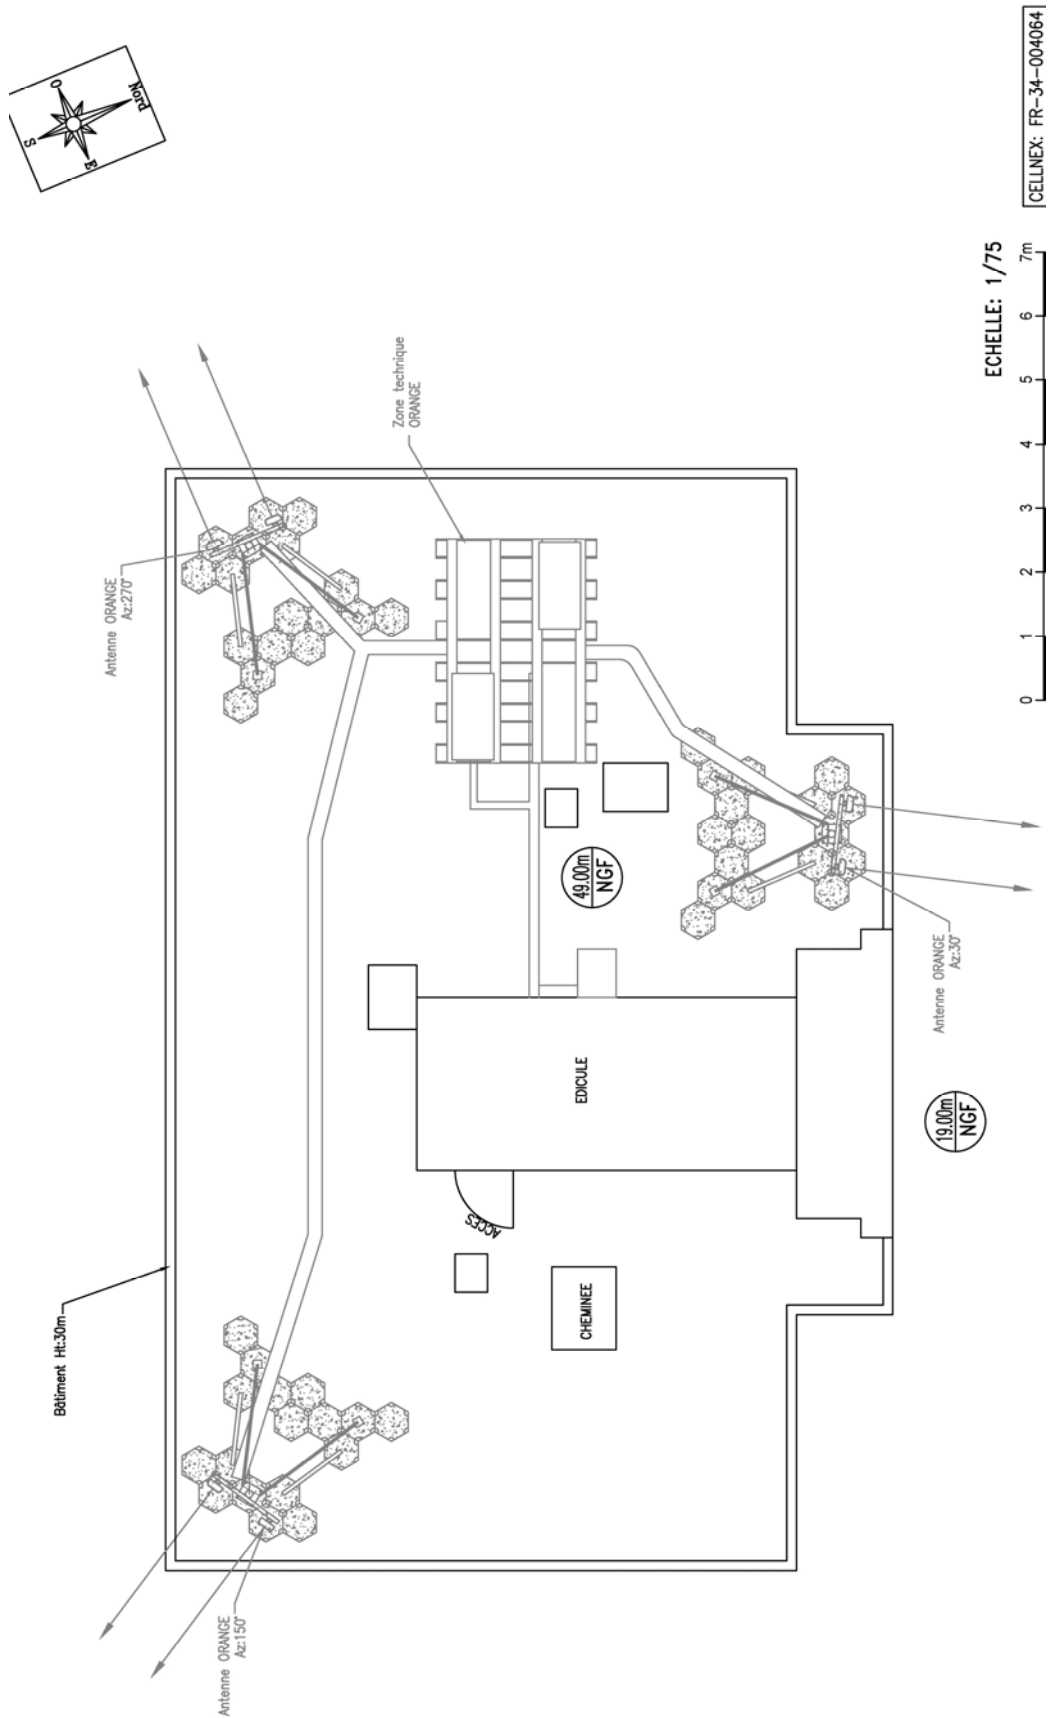 O
Nord
S
E
CELLNEX: FR-34-004064
ECHELLE: 1/75
0 1 2 3 4 5 6 7m
Zone technique
ORANGE
Antenne ORANGE
Az:270°
49.00m
NGF
Antenne ORANGE
Az:30°
EDICULE
19.00m
NGF
ACCES
CHEMINEE
Bâtiment Ht:30m
Antenne ORANGE
Az:150°